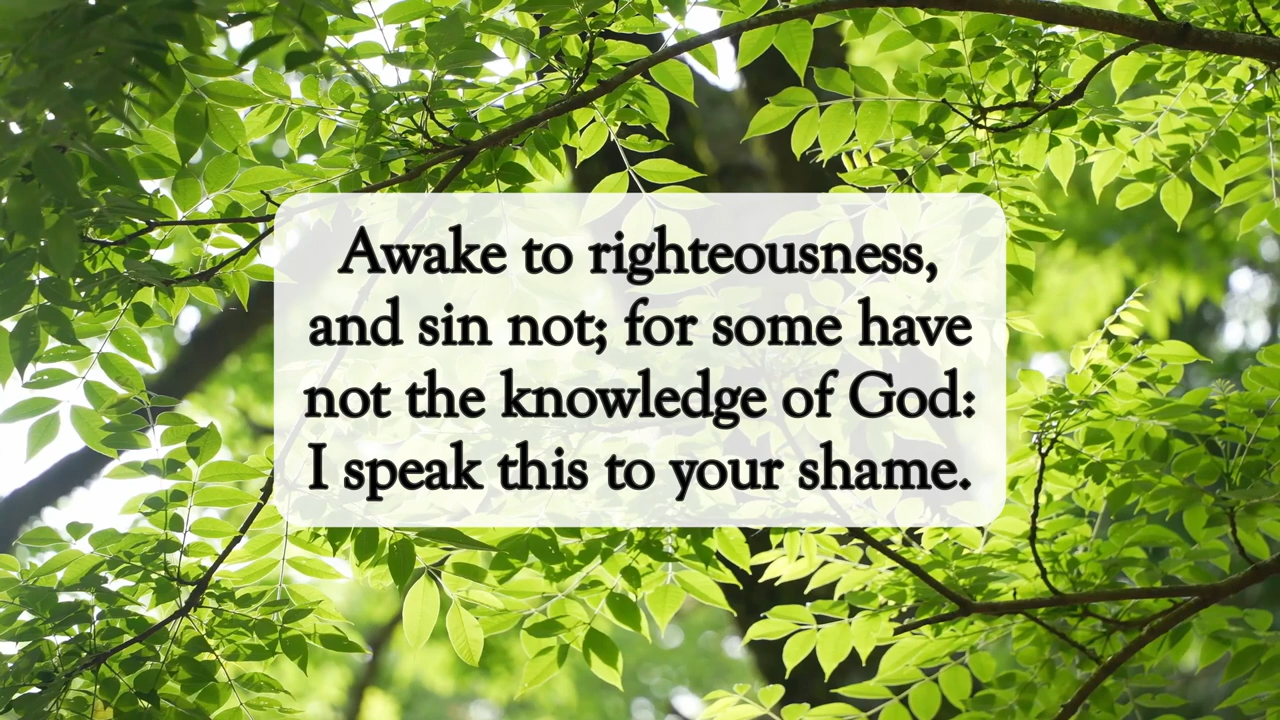 Awake to righteousness,
and sin not; for some have
not the knowledge of God:
I speak this to your shame.